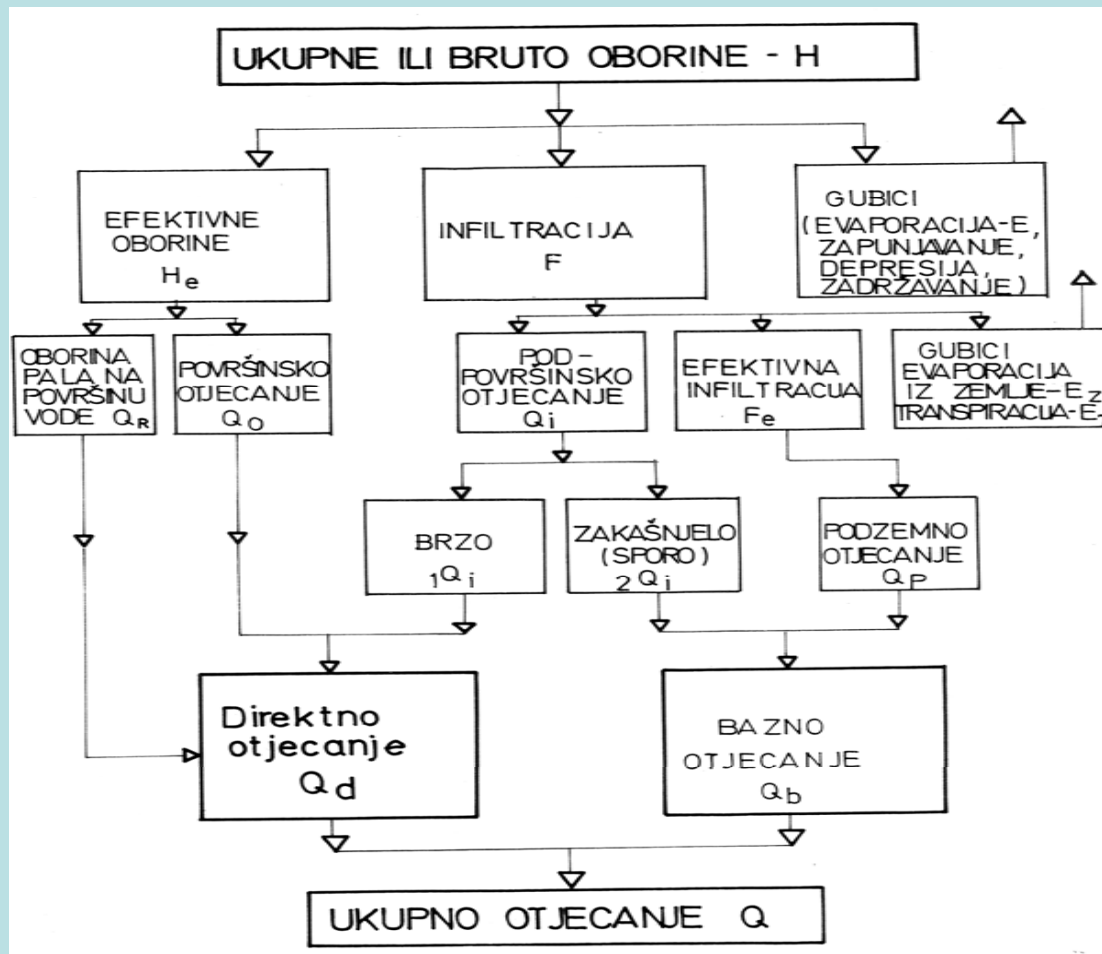 UKUPNE ILI BRUTO OBORINE - H
EFEKTIVNE
OBORINE
He
INFILTRACIJA
F
GUBICI
(EVAPORACIJA-E,
ZAPUNJAVANJE,
DEPRESIJA,
ZADRŽAVANJE)
OBORINA
PALA NA
POVRŠINU
VODE QR
POVRŠINSKO
OTJECANJE
Qo
POD-
POVRŠINSKO
OTJECANJE
Qi
EFEKTIVNA
INFILTRACIJA
Fe
GUBICI
EVAPORACIJA
IZ ZEMLJE-Ez
TRANSPIRACIJA-ET
BRZO
1Qi
ZAKAŠNJELO
(SPORO)
2Qi
PODZEMNO
OTJECANJE
QP
Direktno
otjecanje
Qd
BAZNO
OTJECANJE
Qb
UKUPNO OTJECANJE Q